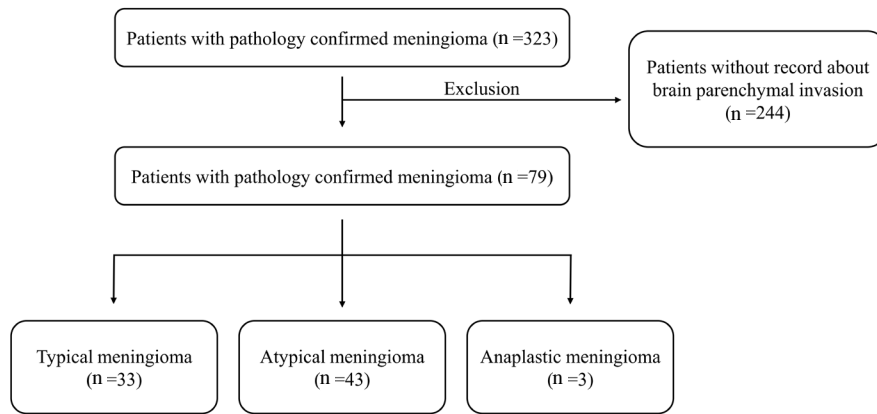 Patients with pathology confirmed meningioma (n =323)
Exclusion
Patients without record about
brain parenchymal invasion
(n =244)
Patients with pathology confirmed meningioma (n =79)
Typical meningioma
(n =33)
Atypical meningioma
(n =43)
Anaplastic meningioma
(n =3)